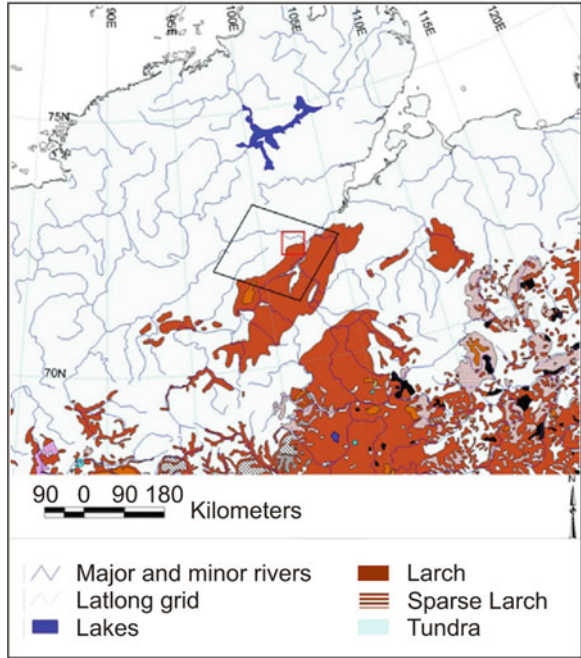 90E 95E 100E 105E 110E 115E 120E
75N
70N
90 0 90 180
Kilometers
N
Major and minor rivers
Latlong grid
Lakes
Larch
Sparse Larch
Tundra